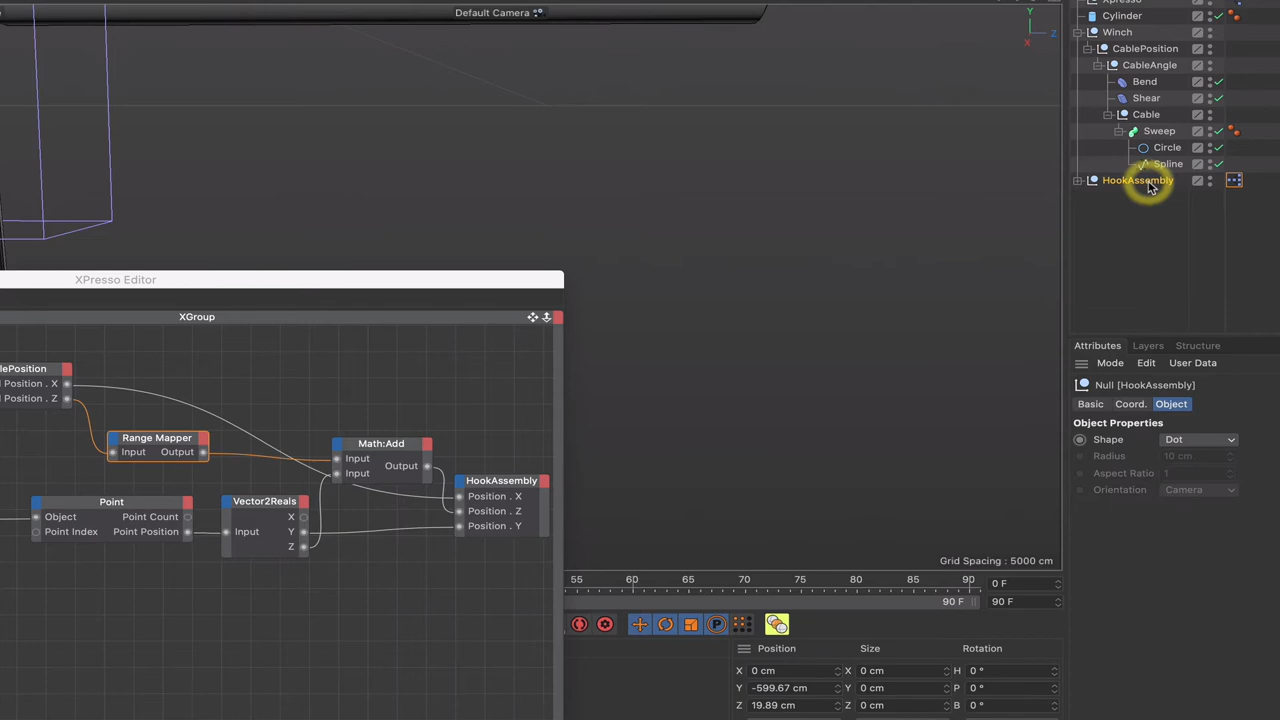 Default Camera
Y
Z
X
Cylinder
Winch
CablePosition
CableAngle
Bend
Shear
Cable
Sweep
Circle
Spline
HookAssembly
XPresso Editor
XGroup
Position . X
Position . Z
Range Mapper
Input Output
Math:Add
Input
Input
Output
HookAssembly
Position . X
Position . Z
Position . Y
Point
Object Point Count
Point Index Point Position
Vector2Reals
X
Input Y
Z
Attributes Layers Structure
Mode Edit User Data
Null [HookAssembly]
Basic Coord. Object
Object Properties
Shape Dot
Radius 10 cm
Aspect Ratio 1
Orientation Camera
Grid Spacing : 5000 cm
55 60 65 70 75 80 85 90
0 F
90 F 90 F
Position Size Rotation
X 0 cm X 0 cm H 0 °
Y -599.67 cm Y 0 cm P 0 °
Z 19.89 cm Z 0 cm B 0 °